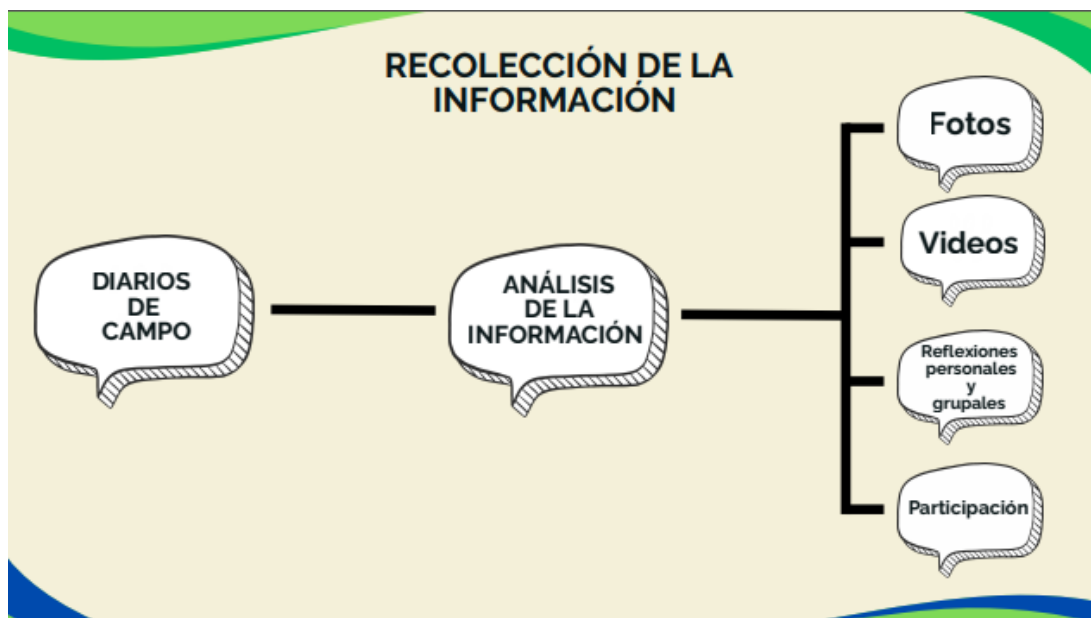 RECOLECCIÓN DE LA
INFORMACIÓN
DIARIOS
DE
CAMPO
ANÁLISIS
DE LA
INFORMACIÓN
Fotos
Videos
Reflexiones
personales
y
grupales
Participación